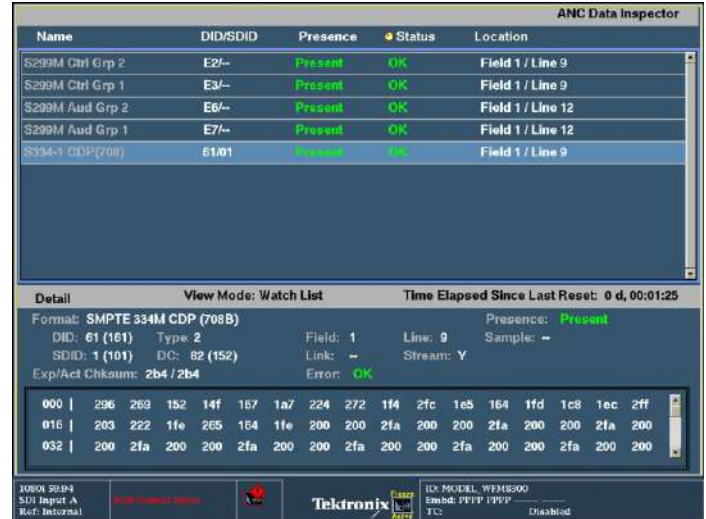 ANC Data Inspector
Name DID/SDID Presence Status Location
S299M Ctrl Grp 2 E2/-- Present OK Field 1 / Line 9
S299M Ctrl Grp 1 E3/-- Present OK Field 1 / Line 9
S299M Aud Grp 2 E6/-- Present OK Field 1 / Line 12
S299M Aud Grp 1 E7/-- Present OK Field 1 / Line 12
S334-1 CDP(708) 61/01 Present OK Field 1 / Line 9
Detail View Mode: Watch List Time Elapsed Since Last Reset: 0 d, 00:01:25
Format: SMPTE 334M CDP (708B) Presence: Present
DID: 61 (161) Type: 2 Field: 1 Line: 9 Sample: --
SDID: 1 (101) DC: 82 (152) Link: -- Stream: Y
Exp/Act Chksum: 2b4 / 2b4 Error: OK
000 | 296 269 152 14f 167 1a7 224 272 1f4 2fc 1e5 164 1fd 1c8 1ec 2ff
016 | 203 222 1fe 265 164 1fe 200 200 2fa 200 200 2fa 200 200 2fa 200
032 | 200 2fa 200 200 2fa 200 200 2fa 200 200 2fa 200 200 2fa 200 200
1080i 59.94
SDI Input A
Ref: Internal
Tektronix
ID: MODEL_WFM8300
Embd: PPPP PPPP ---- ----
TC: Disabled